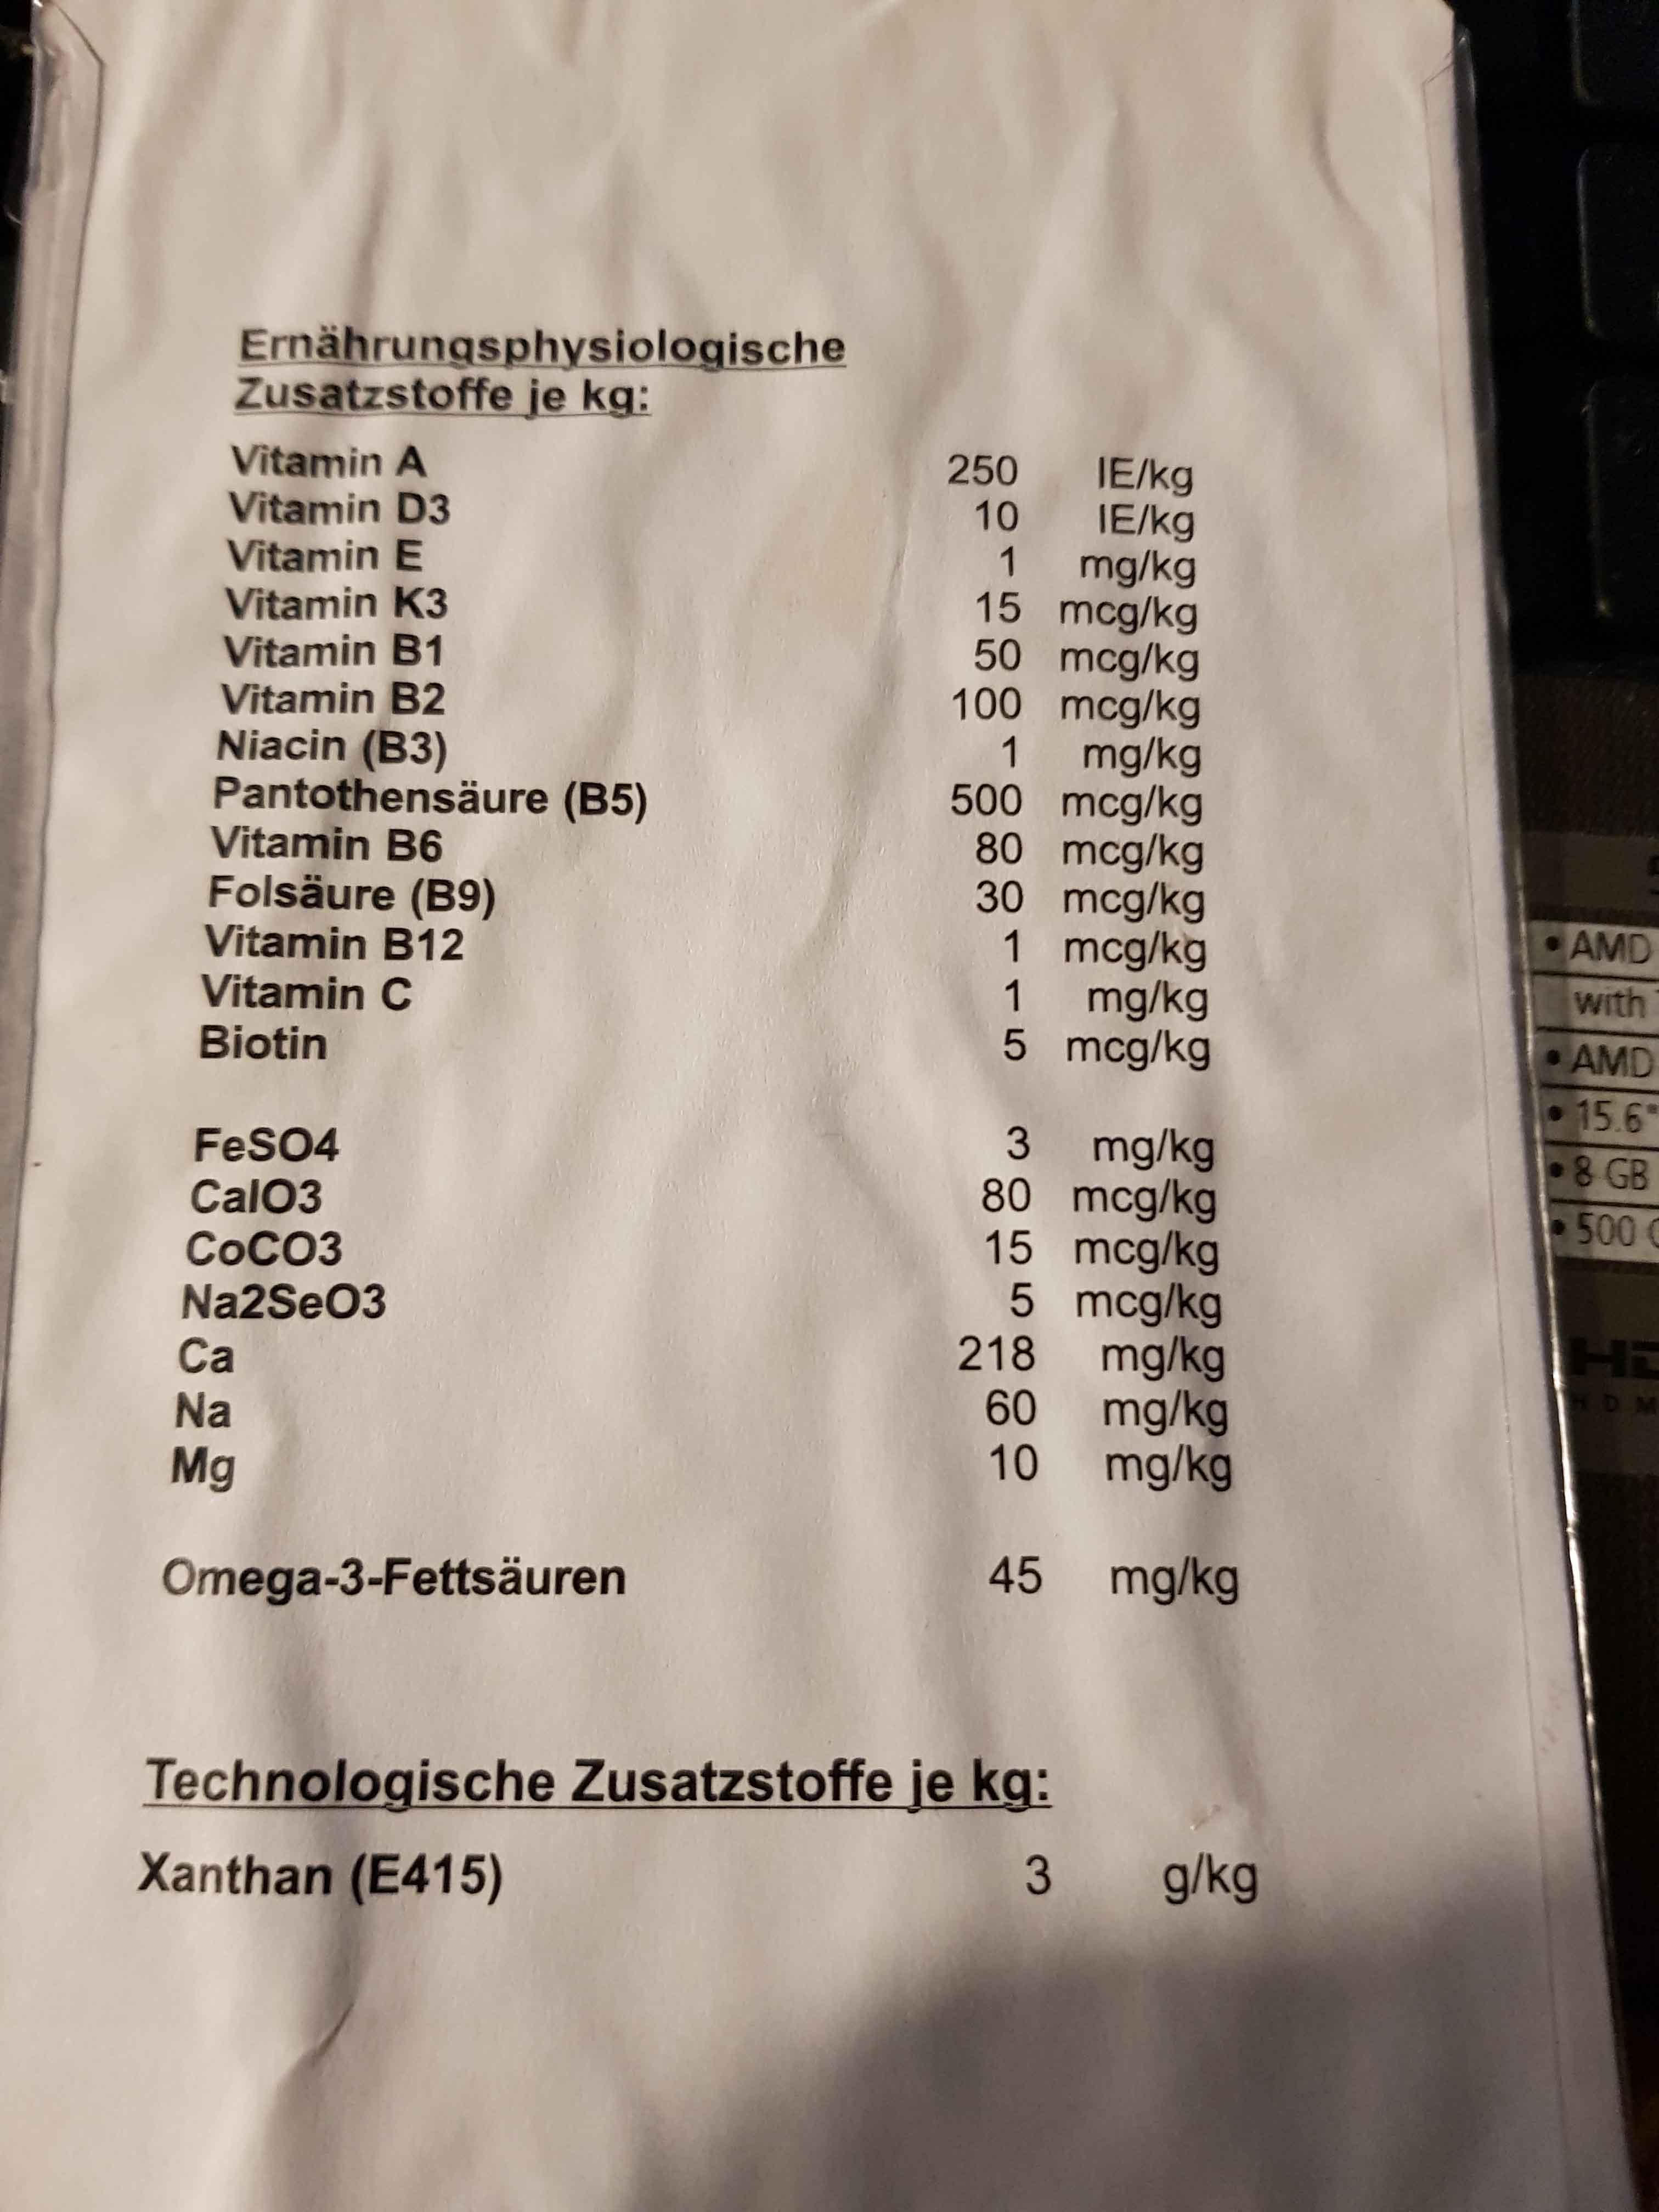 Ernährungsphysiologische
Zusatzstoffe je kg:
Vitamin A 250 IE/kg
Vitamin D3 10 IE/kg
Vitamin E 1 mg/kg
Vitamin K3 15 mcg/kg
Vitamin B1 50 mcg/kg
Vitamin B2 100 mcg/kg
Niacin (B3) 1 mg/kg
Pantothensäure (B5) 500 mcg/kg
Vitamin B6 80 mcg/kg
Folsäure (B9) 30 mcg/kg
Vitamin B12 1 mcg/kg
Vitamin C 1 mg/kg
Biotin 5 mcg/kg
FeSO4 3 mg/kg
CaIO3 80 mcg/kg
CoCO3 15 mcg/kg
Na2SeO3 5 mcg/kg
Ca 218 mg/kg
Na 60 mg/kg
Mg 10 mg/kg
Omega-3-Fettsäuren 45 mg/kg
Technologische Zusatzstoffe je kg:
Xanthan (E415) 3 g/kg
• AMD
with
• AMD
• 15.6"
• 8 GB
• 500